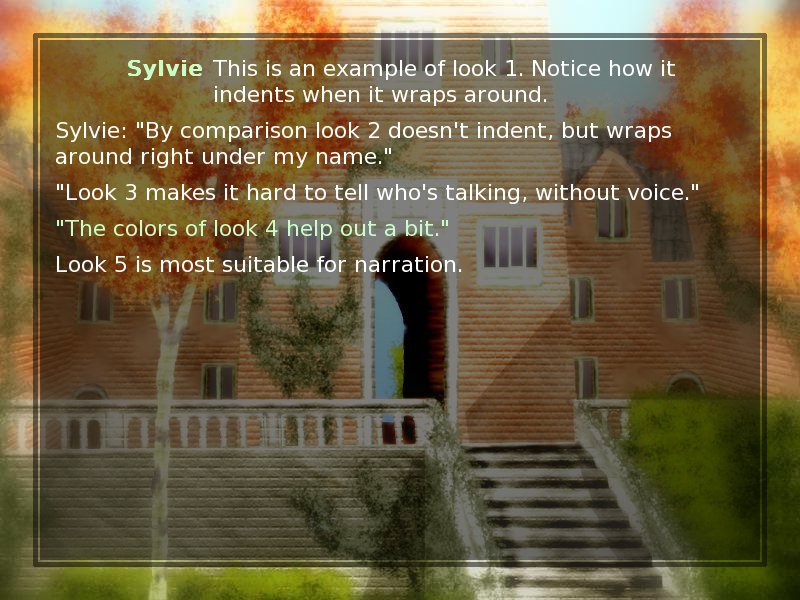 Sylvie This is an example of look 1. Notice how it
indents when it wraps around.
Sylvie: "By comparison look 2 doesn't indent, but wraps
around right under my name."
"Look 3 makes it hard to tell who's talking, without voice."
"The colors of look 4 help out a bit."
Look 5 is most suitable for narration.